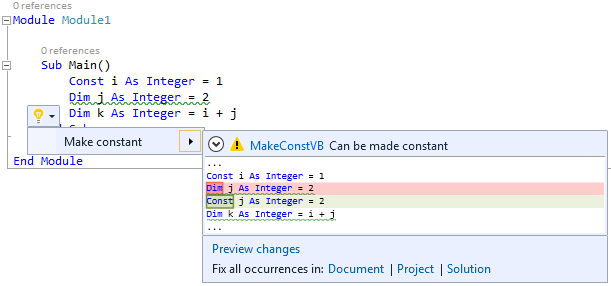 0 references
Module Module1
0 references
Sub Main()
Const i As Integer = 1
Dim j As Integer = 2
Dim k As Integer = i + j
Make constant
End Module
MakeConstVB Can be made constant
...
Const i As Integer = 1
Dim j As Integer = 2
Const j As Integer = 2
Dim k As Integer = i + j
...
Preview changes
Fix all occurrences in: Document | Project | Solution